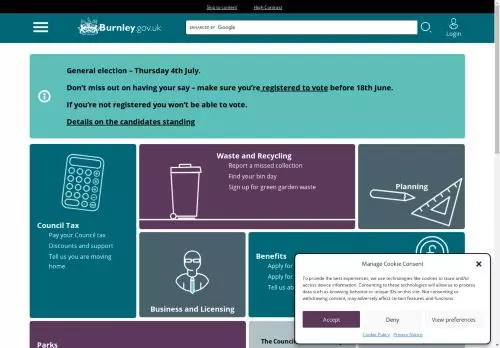 Skip to content High Contrast
Burnley.gov.uk
ENHANCED BY Google
Login
General election – Thursday 4th July.
Don't miss out on having your say – make sure you're registered to vote before 18th June.
If you're not registered you won't be able to vote.
Details on the candidates standing
Council Tax
Pay your Council tax
Discounts and support
Tell us you are moving
home
Waste and Recycling
Report a missed collection
Find your bin day
Sign up for green garden waste
Planning
Business and Licensing
Benefits
Apply for
Apply for
Tell us ab
Parks
The Counci
Manage Cookie Consent
To provide the best experiences, we use technologies like cookies to store and/or
access device information. Consenting to these technologies will allow us to process
data such as browsing behavior or unique IDs on this site. Not consenting or
withdrawing consent, may adversely affect certain features and functions.
Accept
Deny
View preferences
Cookie Policy Privacy Notice